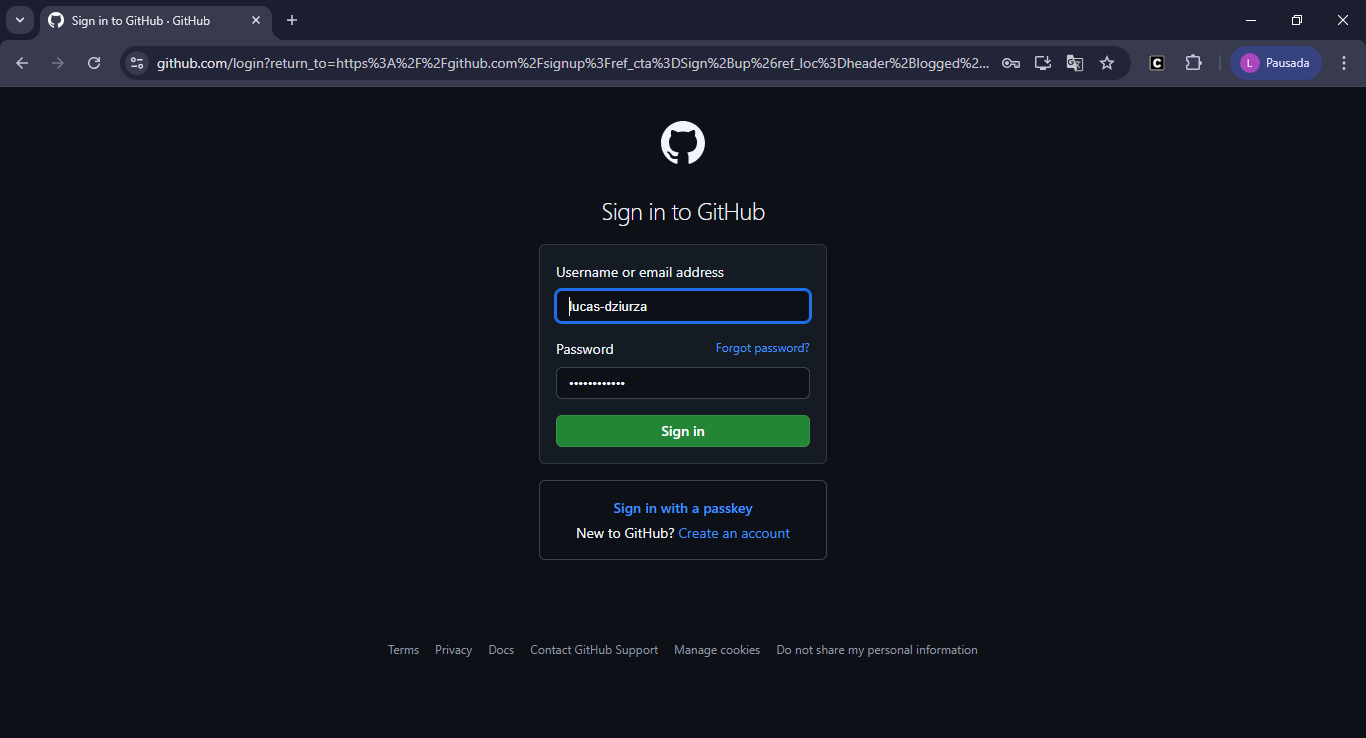 Sign in to GitHub · GitHub
github.com/login?return_to=https%3A%2F%2Fgithub.com%2Fsignup%3Fref_cta%3DSign%2Bup%26ref_loc%3Dheader%2Blogged%2...
C
L Pausada
Sign in to GitHub
Username or email address
lucas-dziurza
Password Forgot password?
••••••••••••
Sign in
Sign in with a passkey
New to GitHub? Create an account
Terms Privacy Docs Contact GitHub Support Manage cookies Do not share my personal information